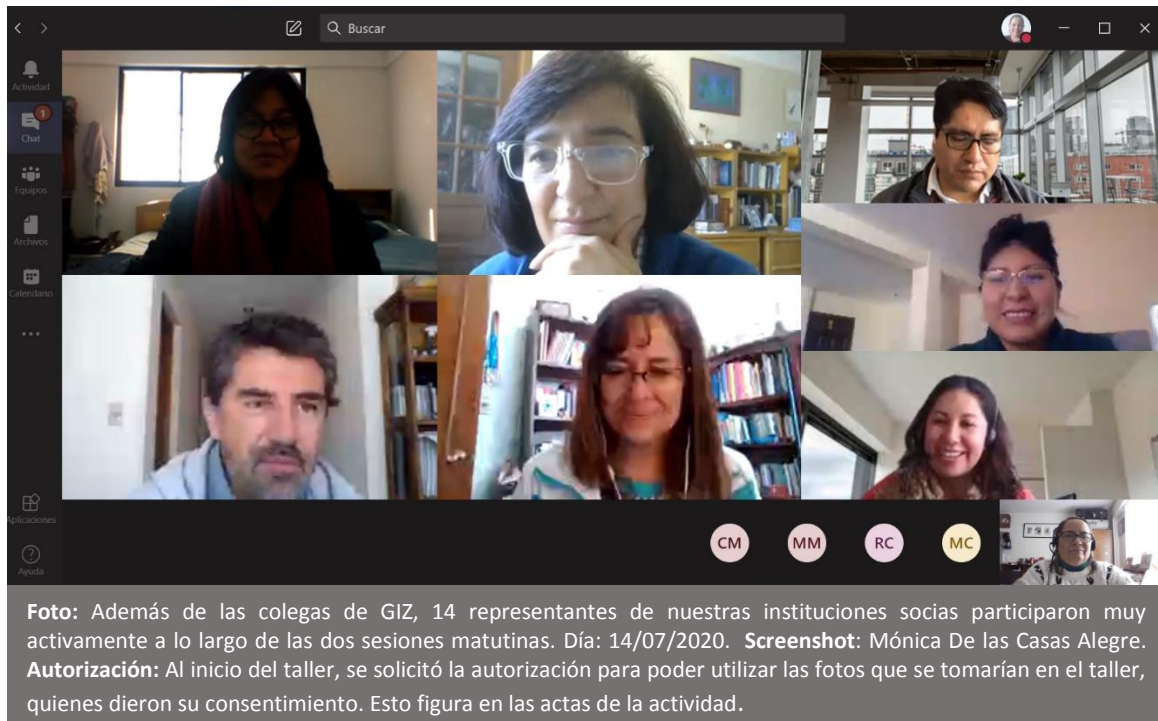 Buscar
Actividad
1
Chat
Equipos
Archivos
Calendario
Aplicaciones
Ayuda
CM MM RC MC
Foto: Además de las colegas de GIZ, 14 representantes de nuestras instituciones socias participaron muy
activamente a lo largo de las dos sesiones matutinas. Día: 14/07/2020. Screenshot: Mónica De las Casas Alegre.
Autorización: Al inicio del taller, se solicitó la autorización para poder utilizar las fotos que se tomarían en el taller,
quienes dieron su consentimiento. Esto figura en las actas de la actividad.